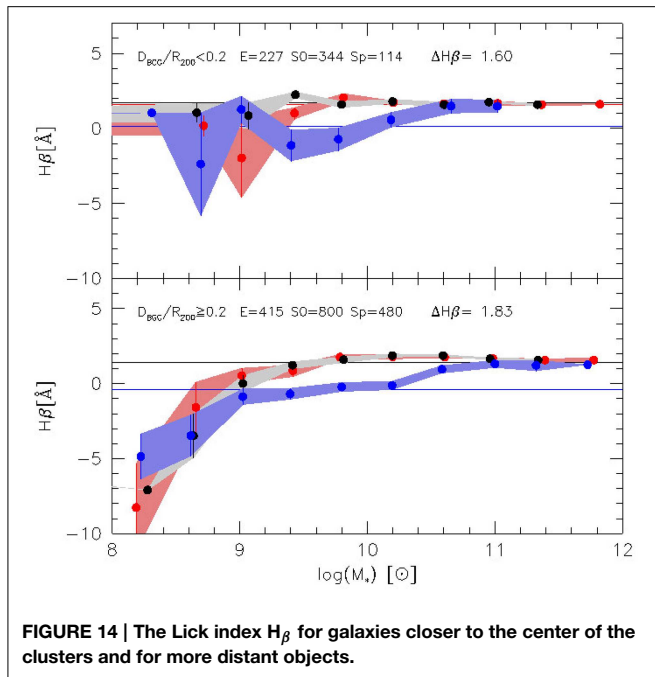 D_BCG/R_200<0.2 E=227 S0=344 Sp=114 ΔHβ= 1.60
5
0
−5
−10
Hβ[Å]
D_BCG/R_200≧0.2 E=415 S0=800 Sp=480 ΔHβ= 1.83
5
0
−5
−10
Hβ[Å]
8 9 10 11 12
log(M_*) [⊙]
FIGURE 14 | The Lick index H_β for galaxies closer to the center of the
clusters and for more distant objects.